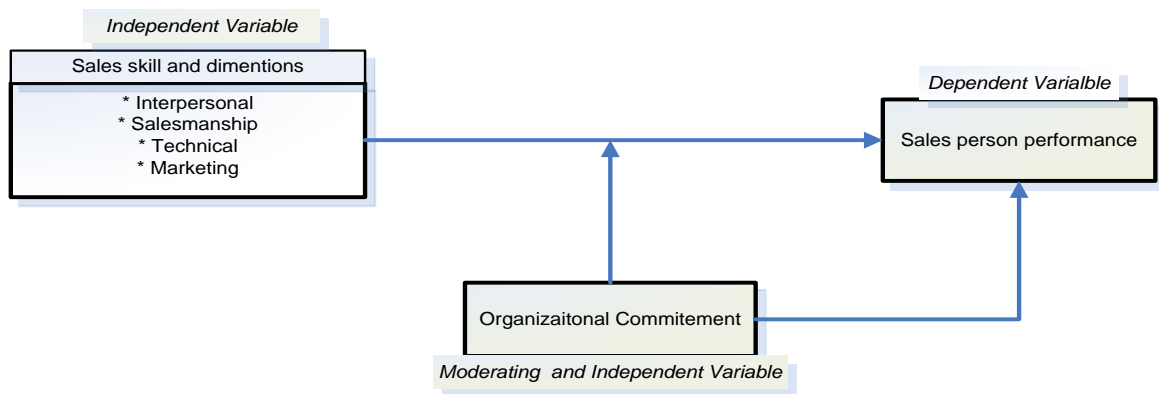 Independent Variable
Sales skill and dimentions
* Interpersonal
* Salesmanship
* Technical
* Marketing
Dependent Varialble
Sales person performance
Organizaitonal Commitement
Moderating and Independent Variable